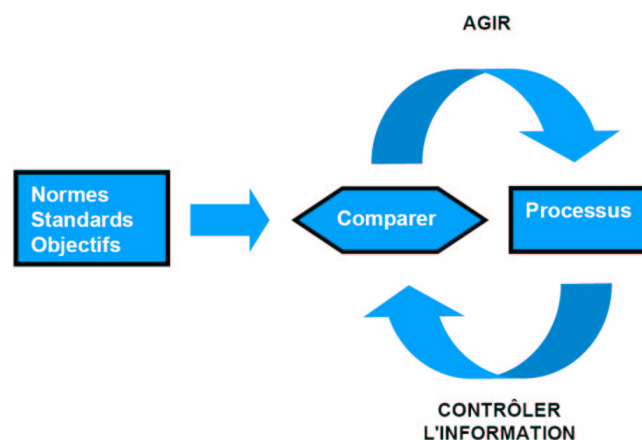 AGIR
Normes
Standards
Objectifs
Comparer
Processus
CONTRÔLER
L'INFORMATION